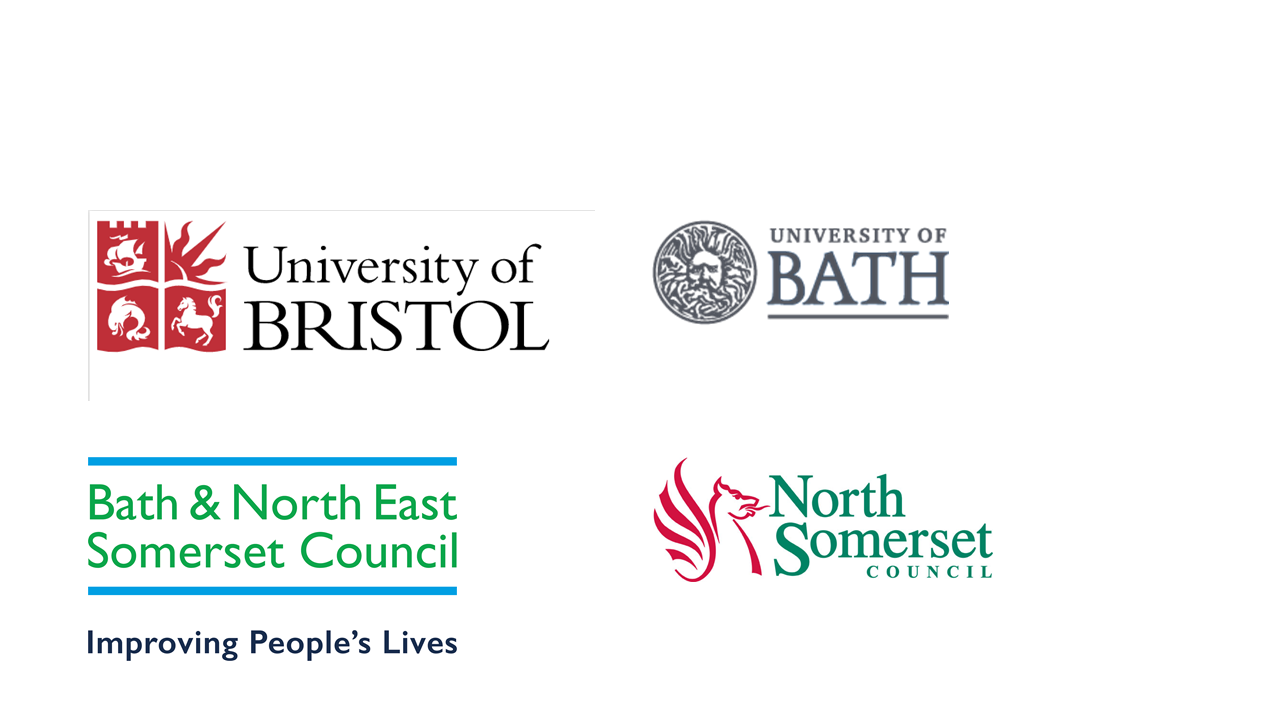 University of
BRISTOL
UNIVERSITY OF
BATH
Bath & North East
Somerset Council
Improving People’s Lives
North
Somerset
COUNCIL